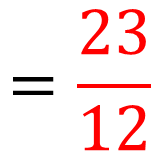 = 23/12